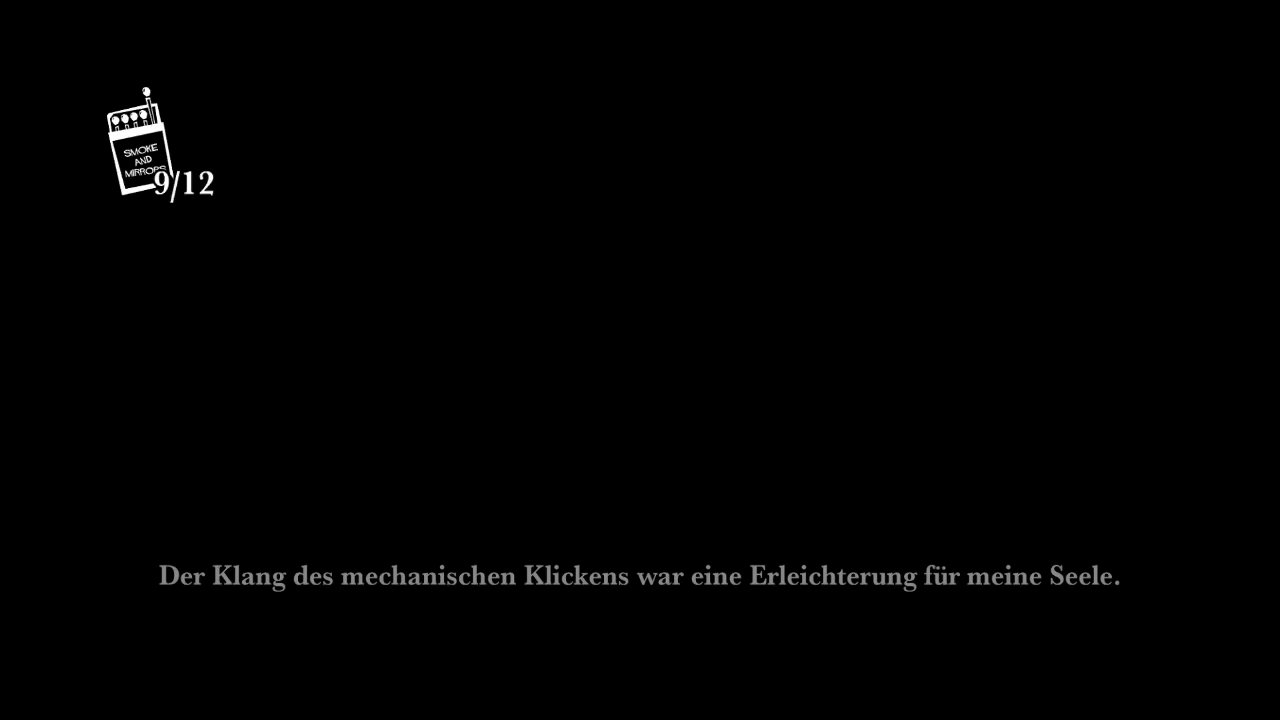 SMOKE
AND
MIRRORS
9/12
Der Klang des mechanischen Klickens war eine Erleichterung für meine Seele.